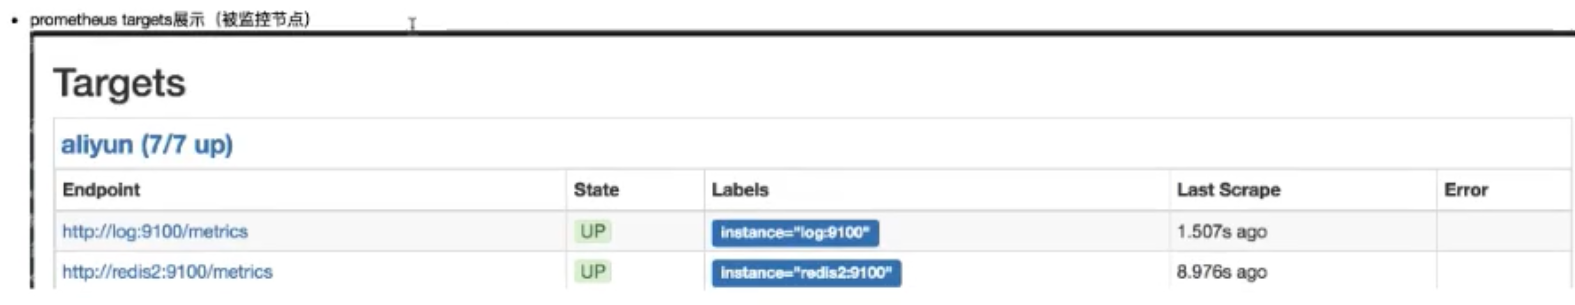 • prometheus targets展示（被监控节点）
Targets
aliyun (7/7 up)
Endpoint State Labels Last Scrape Error
http://log:9100/metrics UP instance="log:9100" 1.507s ago
http://redis2:9100/metrics UP instance="redis2:9100" 8.976s ago